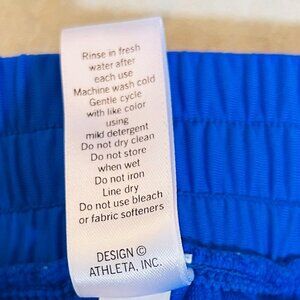 Rinse in fresh
water after
each use
Machine wash cold
Gentle cycle
with like color
using
mild detergent
Do not dry clean
Do not store
when wet
Do not iron
Line dry
Do not use bleach
or fabric softeners
DESIGN ©
ATHLETA, INC.